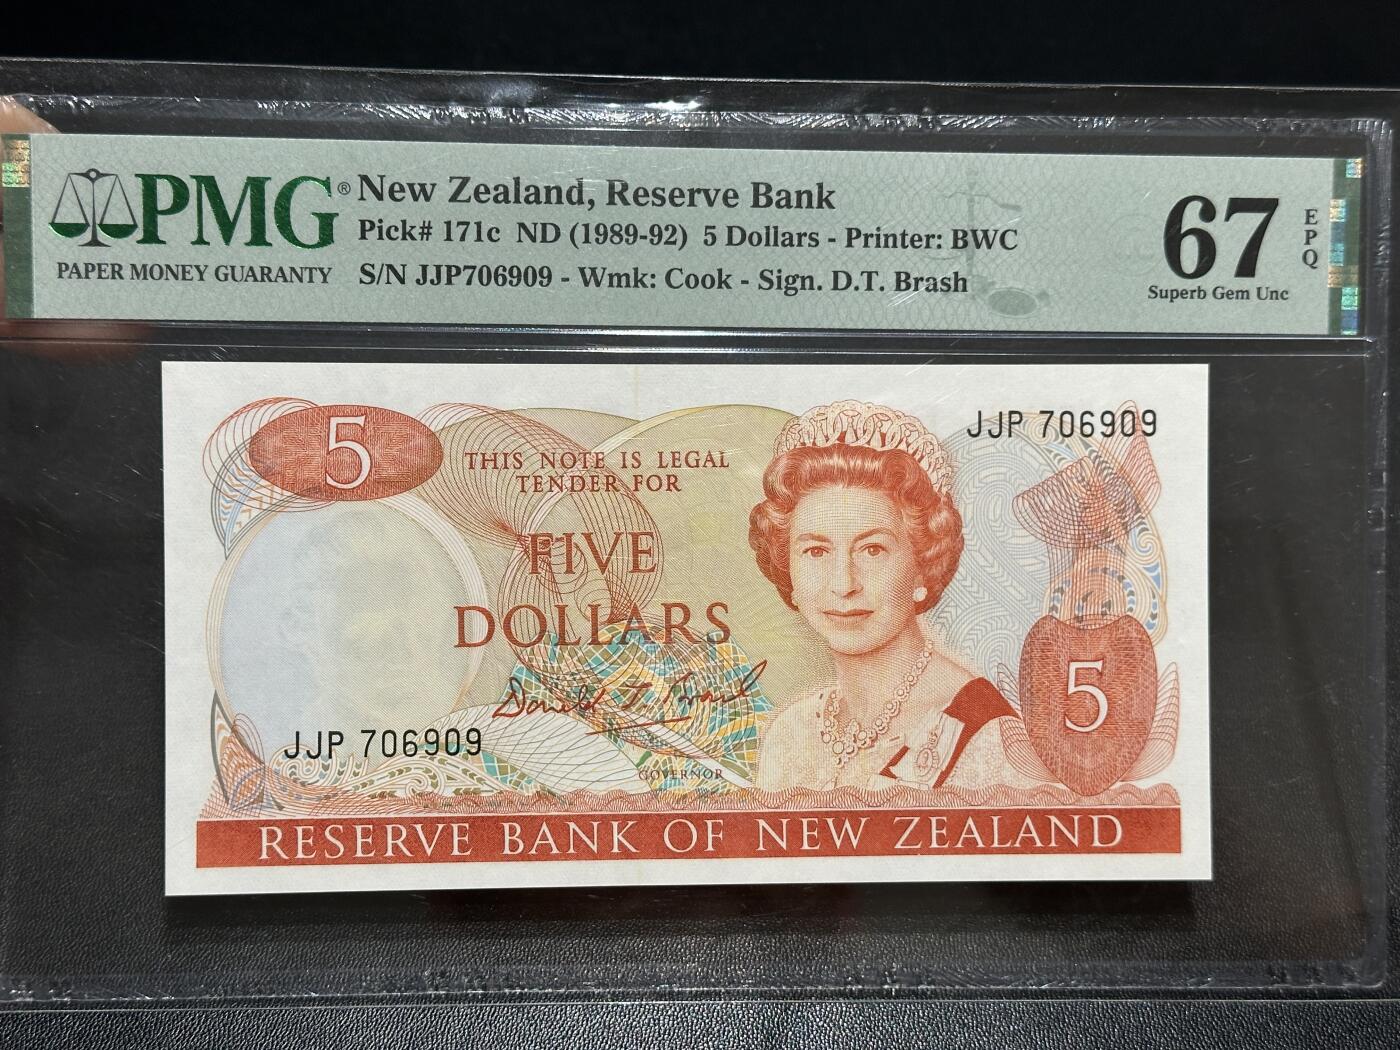 PMG®
PAPER MONEY GUARANTY
New Zealand, Reserve Bank
Pick# 171c ND (1989-92) 5 Dollars - Printer: BWC
S/N JJP706909 - Wmk: Cook - Sign. D.T. Brash
67
EPQ
Superb Gem Unc
5
JJP 706909
THIS NOTE IS LEGAL
TENDER FOR
FIVE
DOLLARS
Donald T. Brash
GOVERNOR
5
JJP 706909
RESERVE BANK OF NEW ZEALAND